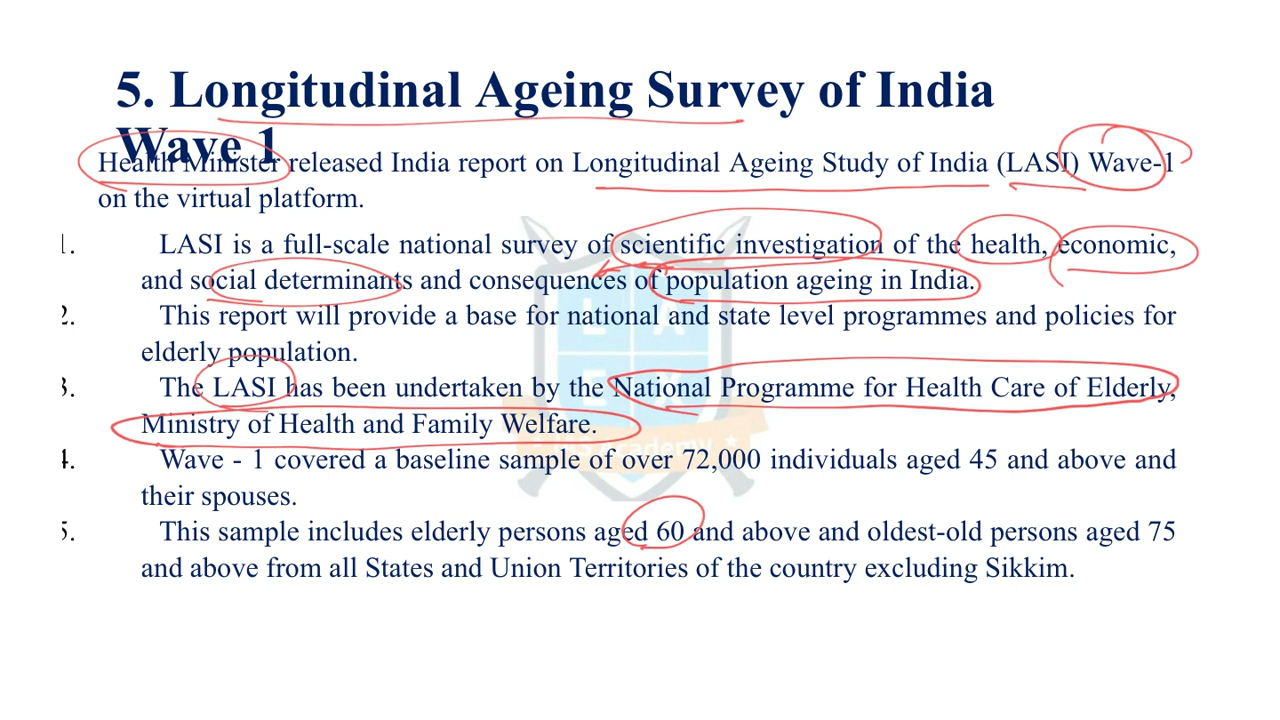 5. Longitudinal Ageing Survey of India
Wave 1
Health Minister released India report on Longitudinal Ageing Study of India (LASI) Wave-1
on the virtual platform.
1. LASI is a full-scale national survey of scientific investigation of the health, economic,
and social determinants and consequences of population ageing in India.
2. This report will provide a base for national and state level programmes and policies for
elderly population.
3. The LASI has been undertaken by the National Programme for Health Care of Elderly,
Ministry of Health and Family Welfare.
4. Wave - 1 covered a baseline sample of over 72,000 individuals aged 45 and above and
their spouses.
5. This sample includes elderly persons aged 60 and above and oldest-old persons aged 75
and above from all States and Union Territories of the country excluding Sikkim.
L A
E K
IAS Academy